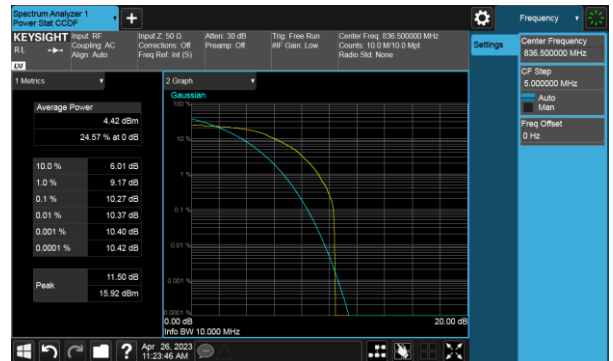 Spectrum Analyzer 1
Power Stat CCDF
Frequency
KEYSIGHT
Input: RF
Coupling: AC
Align: Auto
Input Z: 50 Ω
Corrections: Off
Freq Ref: Int (S)
Atten: 30 dB
Preamp: Off
Trig: Free Run
#IF Gain: Low
Center Freq: 836.500000 MHz
Counts: 10.0 M/10.0 Mpt
Radio Std: None
RL
LXI
Settings
Center Frequency
836.500000 MHz
CF Step
5.000000 MHz
Auto
Man
Freq Offset
0 Hz
1 Metrics
Average Power
4.42 dBm
24.57 % at 0 dB
10.0 % 6.01 dB
1.0 % 9.17 dB
0.1 % 10.27 dB
0.01 % 10.37 dB
0.001 % 10.40 dB
0.0001 % 10.42 dB
Peak
11.50 dB
15.92 dBm
2 Graph
Gaussian
100 %
10 %
1 %
0.1 %
0.01 %
0.001 %
0.0001 %
0.00 dB
20.00 dB
Info BW 10.000 MHz
Apr 26, 2023
11:23:46 AM